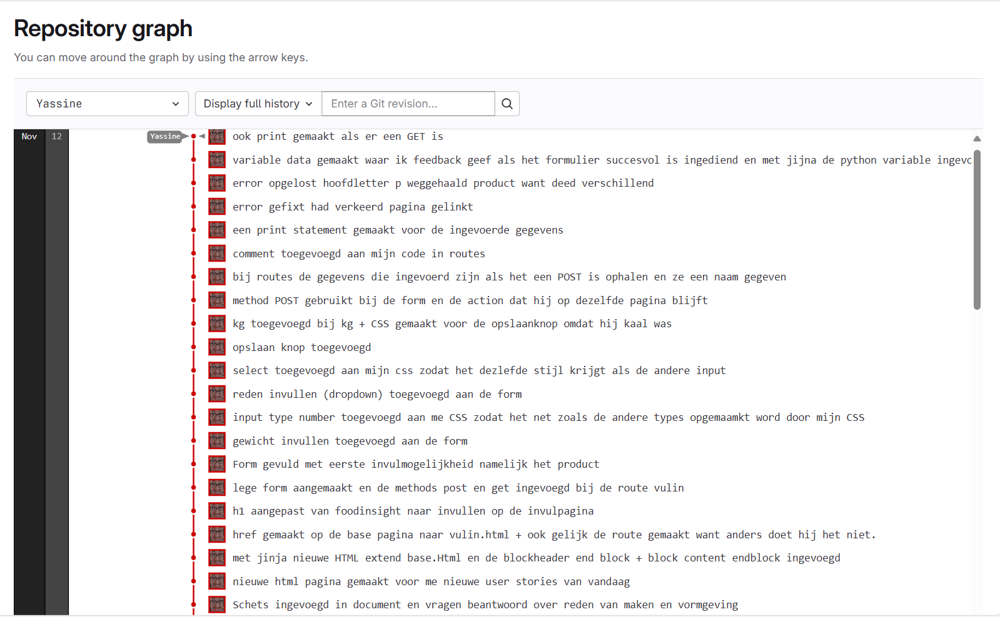 Repository graph
You can move around the graph by using the arrow keys.
Yassine
Display full history
Enter a Git revision...
Nov 12 Yassine ook print gemaakt als er een GET is
variable data gemaakt waar ik feedback geef als het formulier succesvol is ingediend en met jijna de python variable ingevo
error opgelost hoofdletter p weggehaald product want deed verschillend
error gefixt had verkeerd pagina gelinkt
een print statement gemaakt voor de ingevoerde gegevens
comment toegevoegd aan mijn code in routes
bij routes de gegevens die ingevoerd zijn als het een POST is ophalen en ze een naam gegeven
method POST gebruikt bij de form en de action dat hij op dezelfde pagina blijft
kg toegevoegd bij kg + CSS gemaakt voor de opslaanknop omdat hij kaal was
opslaan knop toegevoegd
select toegevoegd aan mijn css zodat het dezlefde stijl krijgt als de andere input
reden invullen (dropdown) toegevoegd aan de form
input type number toegevoegd aan me CSS zodat het net zoals de andere types opgemaamkt word door mijn CSS
gewicht invullen toegevoegd aan de form
Form gevuld met eerste invulmogelijkheid namelijk het product
lege form aangemaakt en de methods post en get ingevoegd bij de route vulin
h1 aangepast van foodinsight naar invullen op de invulpagina
href gemaakt op de base pagina naar vulin.html + ook gelijk de route gemaakt want anders doet hij het niet.
met jinja nieuwe HTML extend base.Html en de blockheader end block + block content endblock ingevoegd
nieuwe html pagina gemaakt voor me nieuwe user stories van vandaag
Schets ingevoegd in document en vragen beantwoord over reden van maken en vormgeving